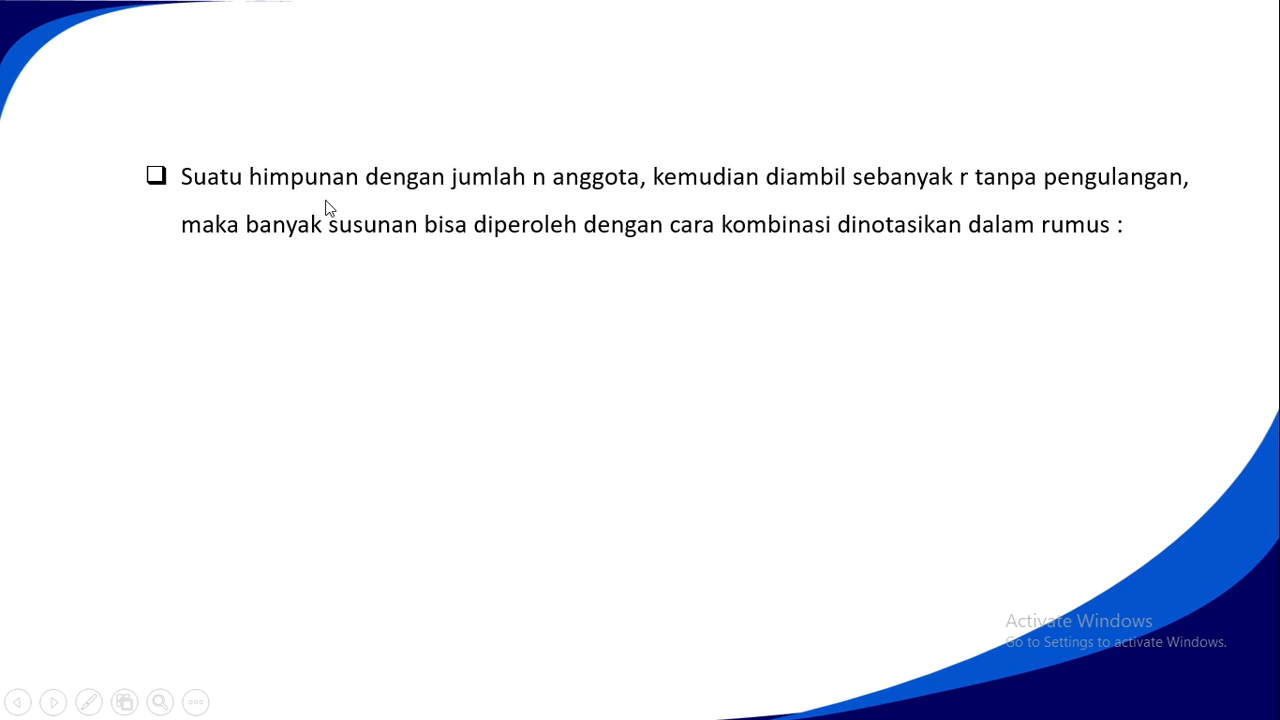 Suatu himpunan dengan jumlah n anggota, kemudian diambil sebanyak r tanpa pengulangan,
maka banyak susunan bisa diperoleh dengan cara kombinasi dinotasikan dalam rumus :
Activate Windows
Go to Settings to activate Windows.